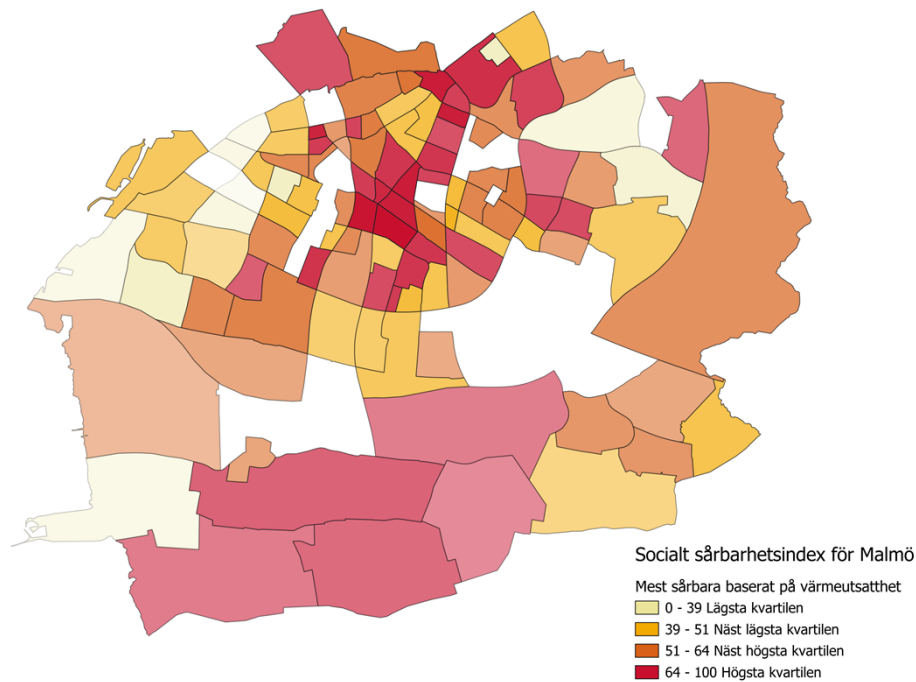 Socialt sårbarhetsindex för Malmö
Mest sårbara baserat på värmeutsatthet
0 - 39 Lägsta kvartilen
39 - 51 Näst lägsta kvartilen
51 - 64 Näst högsta kvartilen
64 - 100 Högsta kvartilen